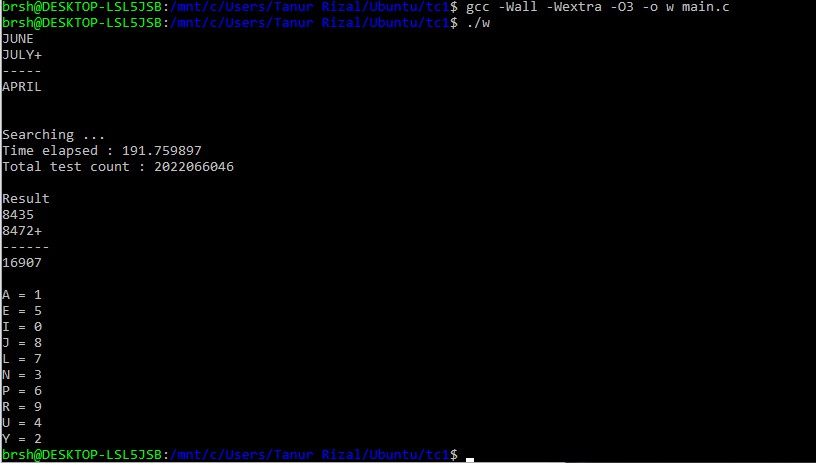 brsh@DESKTOP-LSL5JSB:/mnt/c/Users/Tanur Rizal/Ubuntu/tc1$ gcc -Wall -Wextra -O3 -o w main.c
brsh@DESKTOP-LSL5JSB:/mnt/c/Users/Tanur Rizal/Ubuntu/tc1$ ./w
JUNE
JULY+
-----
APRIL
Searching ...
Time elapsed : 191.759897
Total test count : 2022066046
Result
8435
8472+
------
16907
A = 1
E = 5
I = 0
J = 8
L = 7
N = 3
P = 6
R = 9
U = 4
Y = 2
brsh@DESKTOP-LSL5JSB:/mnt/c/Users/Tanur Rizal/Ubuntu/tc1$